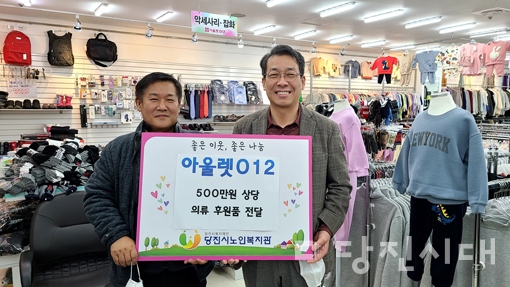 악세사리·잡화
좋은 이웃, 좋은 나눔
아울렛012
500만원 상당
의류 후원품 전달
당진시노인복지관
NEWYORK
당진시대